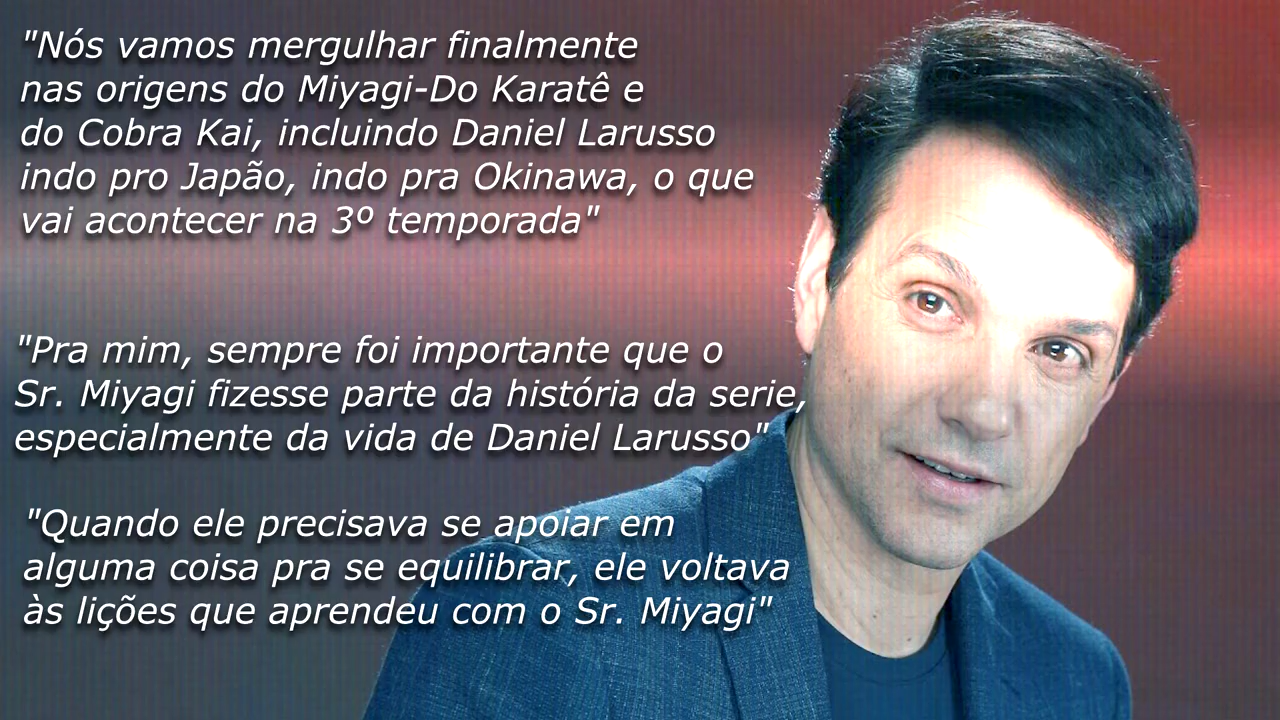 "Nós vamos mergulhar finalmente
nas origens do Miyagi-Do Karatê e
do Cobra Kai, incluindo Daniel Larusso
indo pro Japão, indo pra Okinawa, o que
vai acontecer na 3º temporada"
"Pra mim, sempre foi importante que o
Sr. Miyagi fizesse parte da história da serie,
especialmente da vida de Daniel Larusso"
"Quando ele precisava se apoiar em
alguma coisa pra se equilibrar, ele voltava
às lições que aprendeu com o Sr. Miyagi"